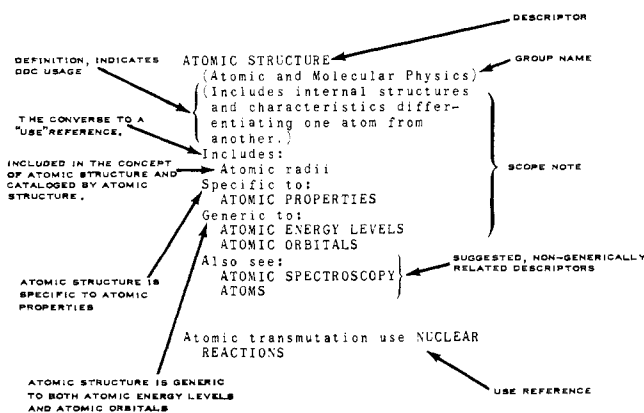 DESCRIPTOR
DEFINITION, INDICATES
DDC USAGE
ATOMIC STRUCTURE
(Atomic and Molecular Physics)
GROUP NAME
(Includes internal structures
and characteristics differ-
entiating one atom from
another.)
THE CONVERSE TO A
"USE" REFERENCE.
Includes:
Atomic radii
INCLUDED IN THE CONCEPT
OF ATOMIC STRUCTURE AND
CATALOGED BY ATOMIC
STRUCTURE.
SCOPE NOTE
Specific to:
ATOMIC PROPERTIES
Generic to:
ATOMIC ENERGY LEVELS
ATOMIC ORBITALS
Also see:
ATOMIC SPECTROSCOPY
ATOMS
SUGGESTED, NON-GENERICALLY
RELATED DESCRIPTORS
ATOMIC STRUCTURE IS
SPECIFIC TO ATOMIC
PROPERTIES
Atomic transmutation use NUCLEAR
REACTIONS
ATOMIC STRUCTURE IS GENERIC
TO BOTH ATOMIC ENERGY LEVELS
AND ATOMIC ORBITALS
USE REFERENCE